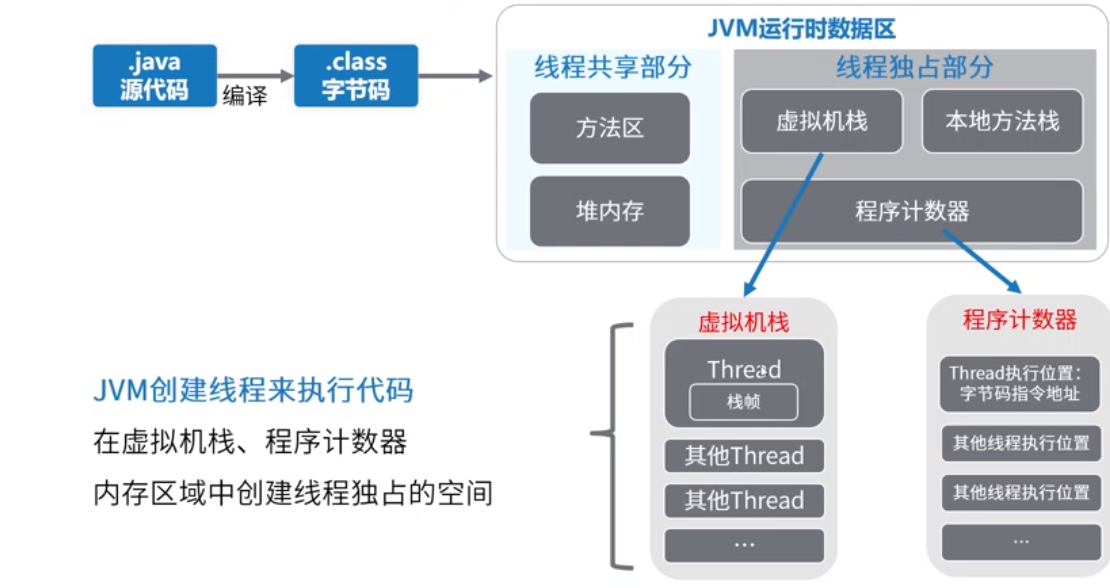 .java
源代码
编译
.class
字节码
JVM运行时数据区
线程共享部分
方法区
堆内存
线程独占部分
虚拟机栈
本地方法栈
程序计数器
JVM创建线程来执行代码
在虚拟机栈、程序计数器
内存区域中创建线程独占的空间
虚拟机栈
Thread
栈帧
其他Thread
其他Thread
...
程序计数器
Thread执行位置：
字节码指令地址
其他线程执行位置
其他线程执行位置
...